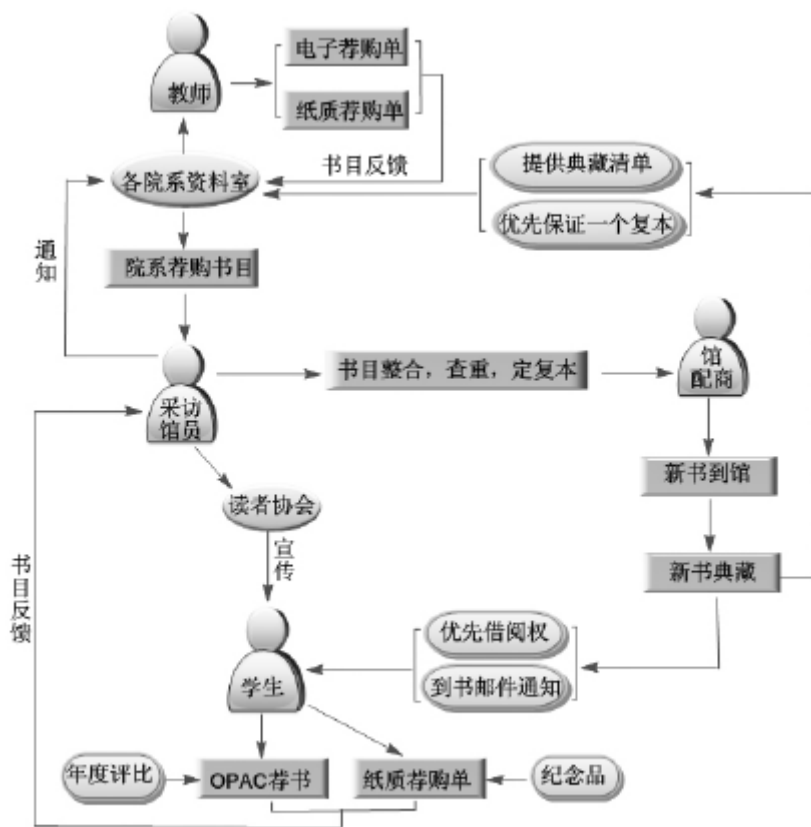 电子荐购单
教师
纸质荐购单
书目反馈
提供典藏清单
各院系资料室
优先保证一个复本
通知
院系荐购书目
馆
配商
书目整合，查重，定复本
采访
馆员
新书到馆
读者协会
宣传
新书典藏
书目反馈
优先借阅权
学生
到书邮件通知
年度评比
OPAC荐书
纸质荐购单
纪念品